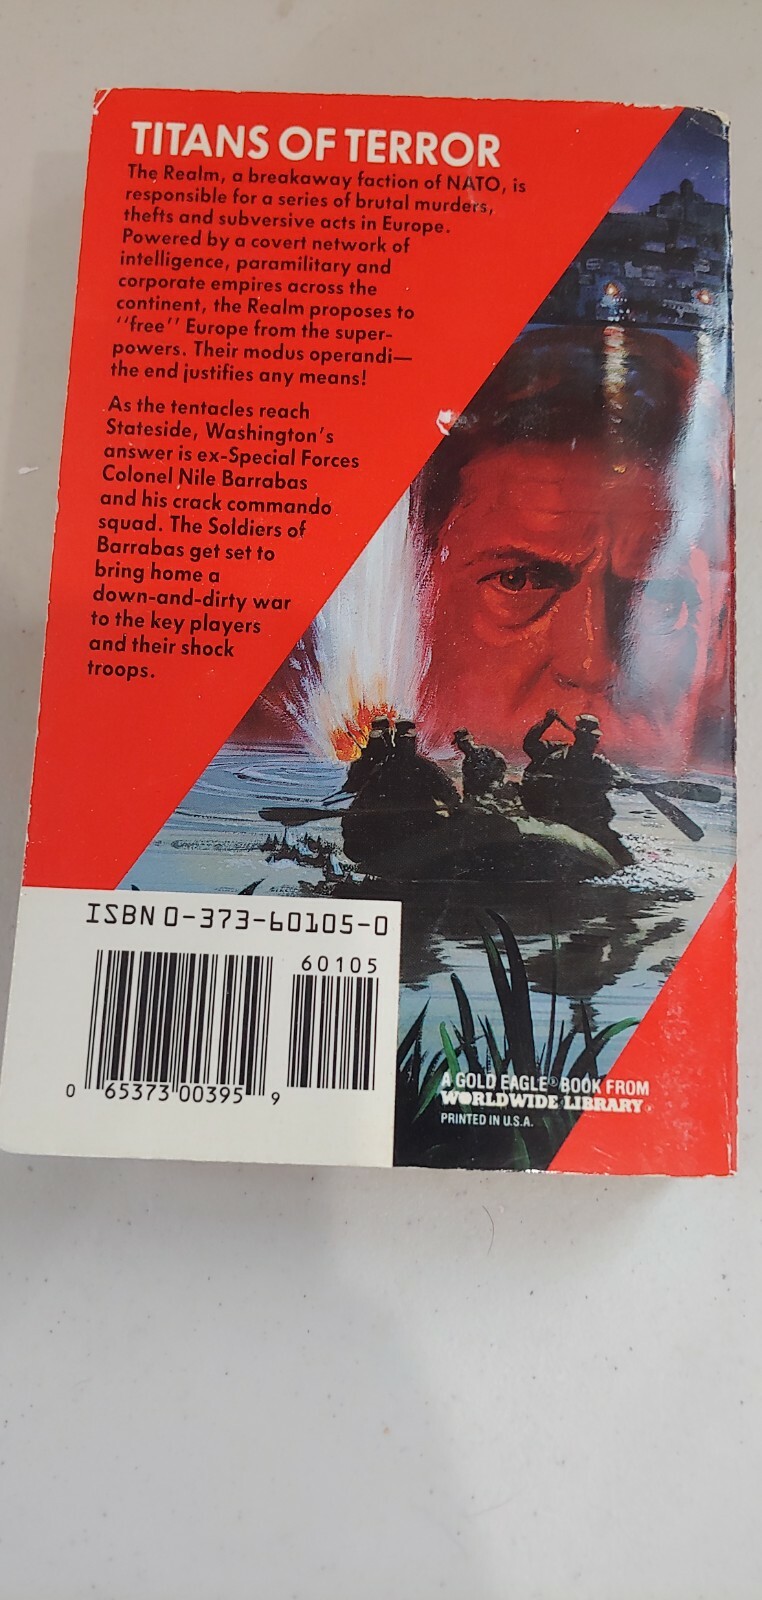 TITANS OF TERROR
The Realm, a breakaway faction of NATO, is
responsible for a series of brutal murders,
thefts and subversive acts in Europe.
Powered by a covert network of
intelligence, paramilitary and
corporate empires across the
continent, the Realm proposes to
"free" Europe from the super-
powers. Their modus operandi—
the end justifies any means!
As the tentacles reach
Stateside, Washington's
answer is ex-Special Forces
Colonel Nile Barrabas
and his crack commando
squad. The Soldiers of
Barrabas get set to
bring home a
down-and-dirty war
to the key players
and their shock
troops.
ISBN 0-373-60105-0
60105
0 65373 00395 9
A GOLD EAGLE® BOOK FROM
WORLDWIDE LIBRARY®
PRINTED IN U.S.A.